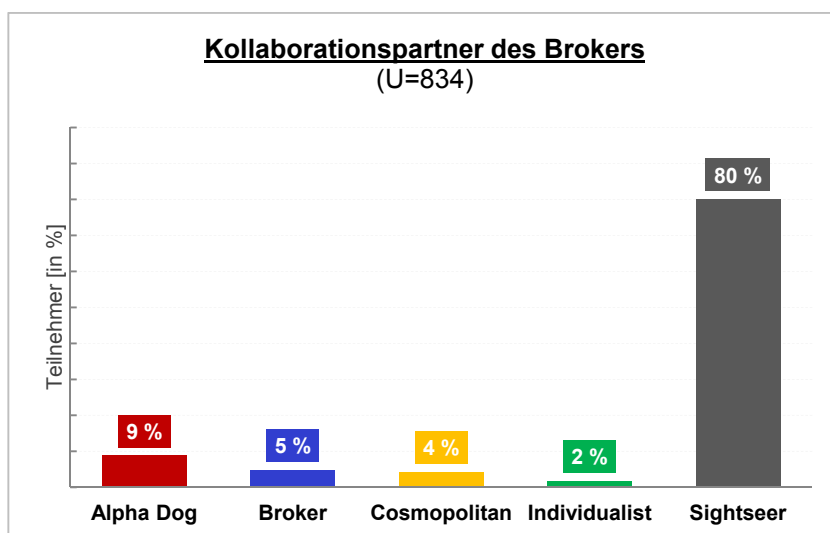 Kollaborationspartner des Brokers
(U=834)
Teilnehmer [in %]
9 %
5 %
4 %
2 %
80 %
Alpha Dog
Broker
Cosmopolitan
Individualist
Sightseer